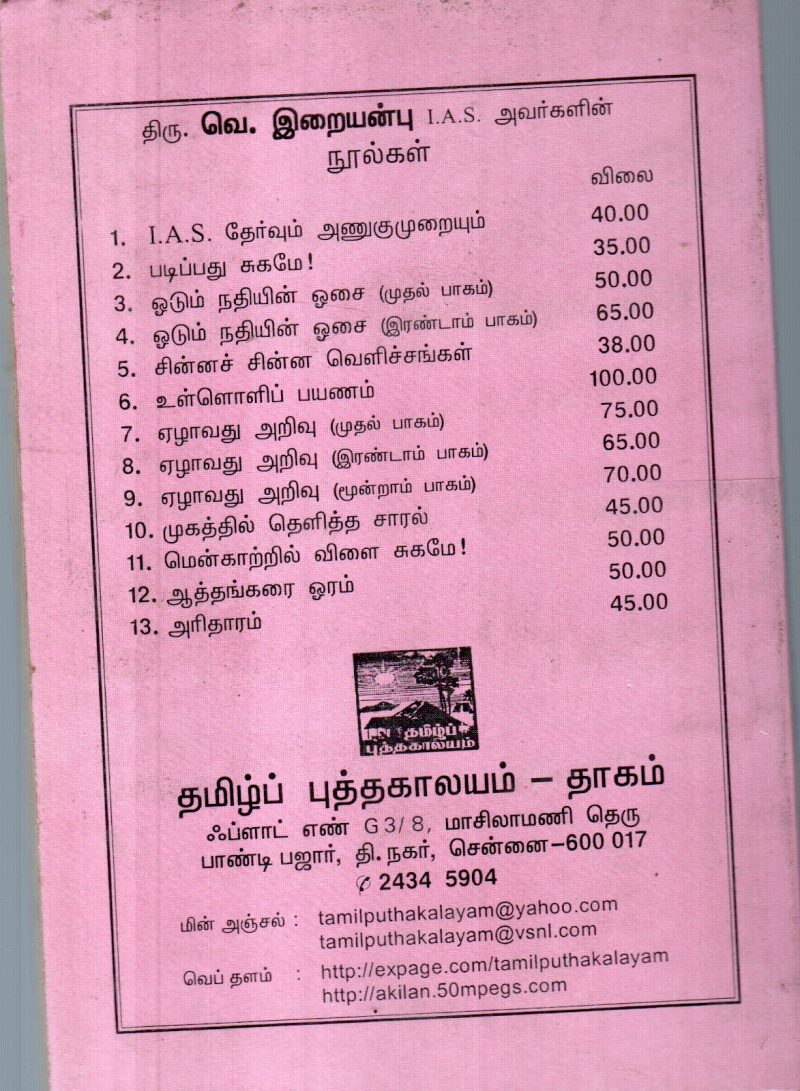 திரு. வெ. இறையன்பு I.A.S. அவர்களின்
நூல்கள்
விலை
1. I.A.S. தேர்வும் அணுகுமுறையும் 40.00
2. படிப்பது சுகமே! 35.00
3. ஓடும் நதியின் ஓசை (முதல் பாகம்) 50.00
4. ஓடும் நதியின் ஓசை (இரண்டாம் பாகம்) 65.00
5. சின்னச் சின்ன வெளிச்சங்கள் 38.00
6. உள்ளொளிப் பயணம் 100.00
7. ஏழாவது அறிவு (முதல் பாகம்) 75.00
8. ஏழாவது அறிவு (இரண்டாம் பாகம்) 65.00
9. ஏழாவது அறிவு (மூன்றாம் பாகம்) 70.00
10. முகத்தில் தெளித்த சாரல் 45.00
11. மென்காற்றில் விளை சுகமே! 50.00
12. ஆத்தங்கரை ஓரம் 50.00
13. அரிதாரம் 45.00
தமிழ்ப்
புத்தகாலயம்
தமிழ்ப் புத்தகாலயம் – தாகம்
ஃப்ளாட் எண் G3/8, மாசிலாமணி தெரு
பாண்டி பஜார், தி. நகர், சென்னை–600 017
✆ 2434 5904
மின் அஞ்சல் : tamilputhakalayam@yahoo.com
tamilputhakalayam@vsnl.com
வெப் தளம் : http://expage.com/tamilputhakalayam
http://akilan.50mpegs.com